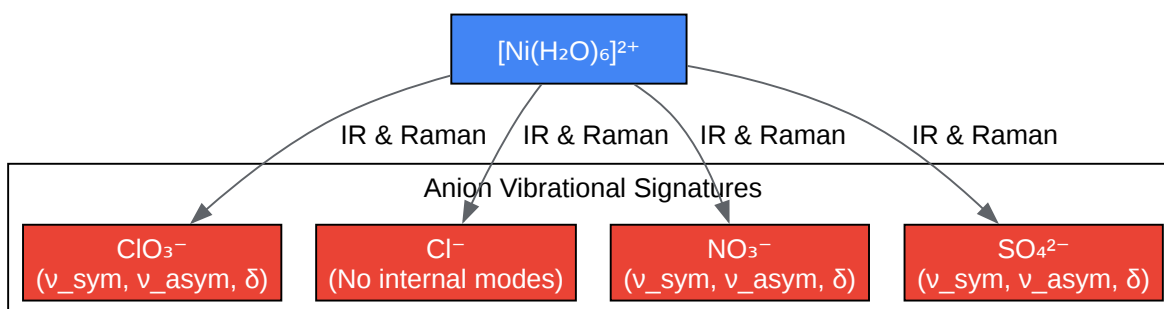 [Ni(H₂O)₆]²⁺
IR & Raman IR & Raman IR & Raman IR & Raman
Anion Vibrational Signatures
ClO₃⁻
(ν_sym, ν_asym, δ)
Cl⁻
(No internal modes)
NO₃⁻
(ν_sym, ν_asym, δ)
SO₄²⁻
(ν_sym, ν_asym, δ)